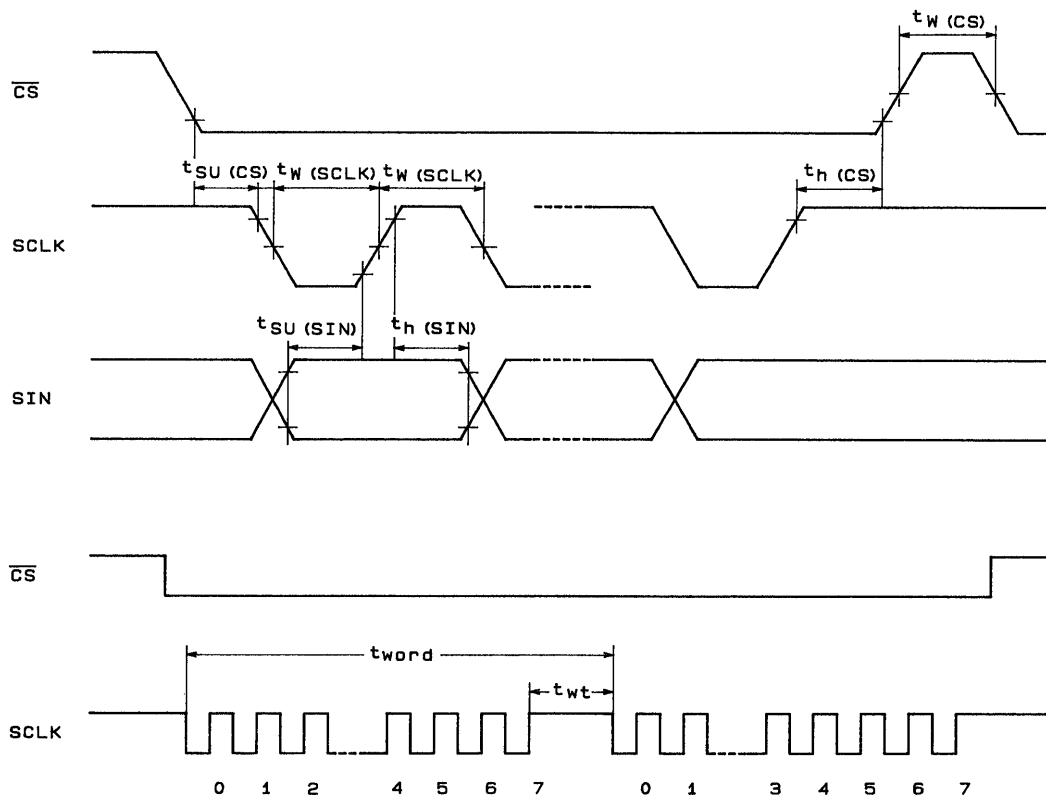 tW (CS)
CS
tSU (CS) tW (SCLK) tW (SCLK) th (CS)
SCLK
tSU (SIN) th (SIN)
SIN
CS
tword
twt
SCLK
0 1 2 4 5 6 7 0 1 3 4 5 6 7